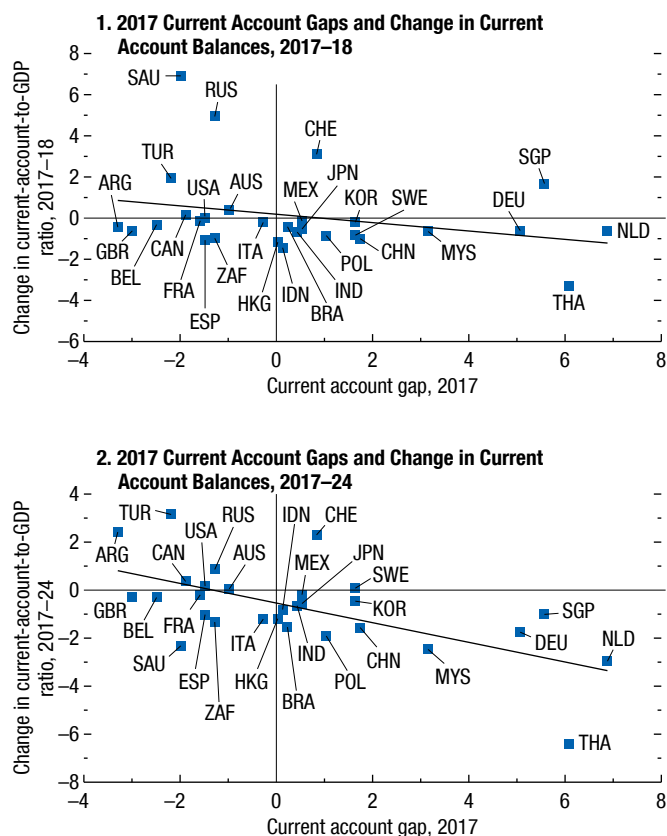 1. 2017 Current Account Gaps and Change in Current
Account Balances, 2017–18
Change in current-account-to-GDP
ratio, 2017–18
8
6
4
2
0
–2
–4
–6
SAU
RUS
CHE
TUR
SGP
ARG
USA
AUS
MEX
JPN
KOR
SWE
DEU
NLD
GBR
BEL
CAN
FRA
ESP
ZAF
ITA
HKG
IDN
IND
BRA
POL
CHN
MYS
THA
–4
–2
0
2
4
6
8
Current account gap, 2017
2. 2017 Current Account Gaps and Change in Current
Account Balances, 2017–24
Change in current-account-to-GDP
ratio, 2017–24
4
2
0
–2
–4
–6
–8
TUR
RUS
IDN
CHE
ARG
USA
CAN
AUS
MEX
JPN
SWE
GBR
BEL
FRA
KOR
SGP
SAU
ESP
ZAF
ITA
HKG
BRA
IND
POL
CHN
MYS
DEU
NLD
THA
–4
–2
0
2
4
6
8
Current account gap, 2017